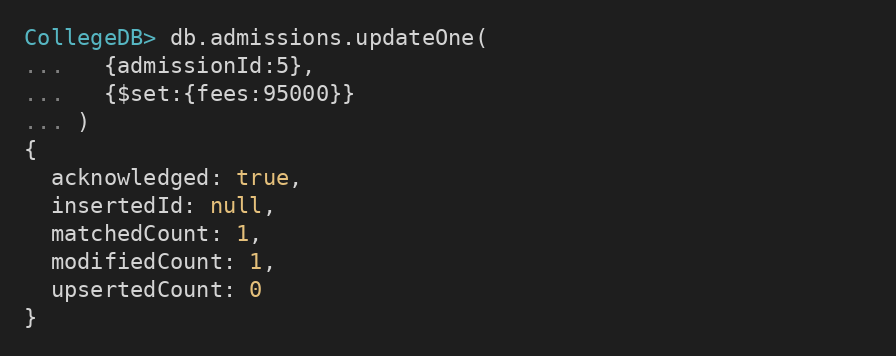 CollegeDB> db.admissions.updateOne(
...   {admissionId:5},
...   {$set:{fees:95000}}
... )
{
  acknowledged: true,
  insertedId: null,
  matchedCount: 1,
  modifiedCount: 1,
  upsertedCount: 0
}